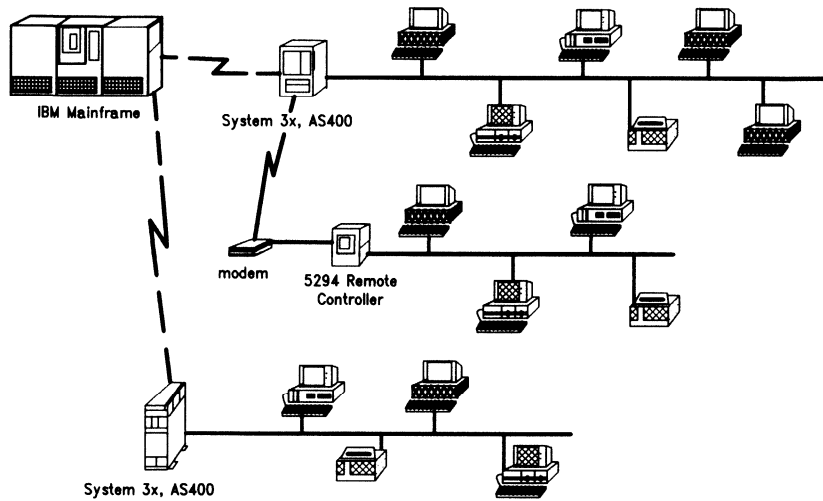 IBM Mainframe
System 3x, AS400
modem
5294 Remote
Controller
System 3x, AS400